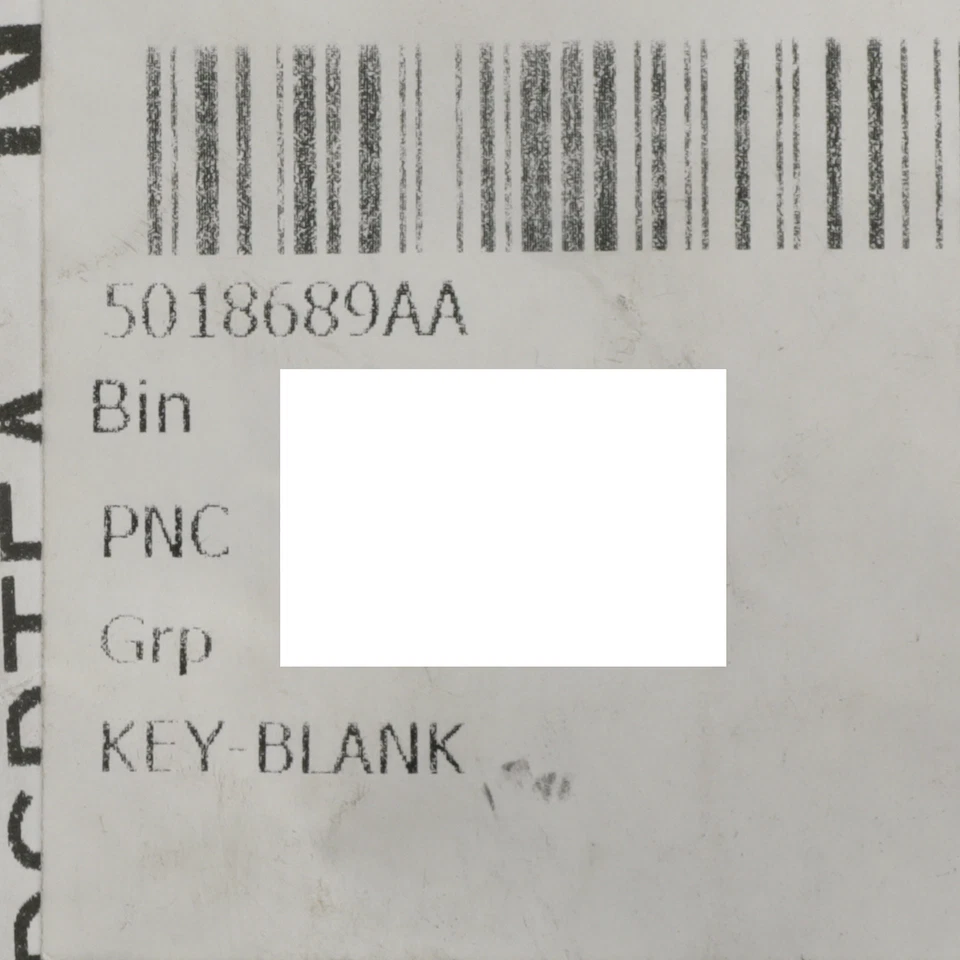 5018689AA
Bin
PNC
Grp
KEY-BLANK